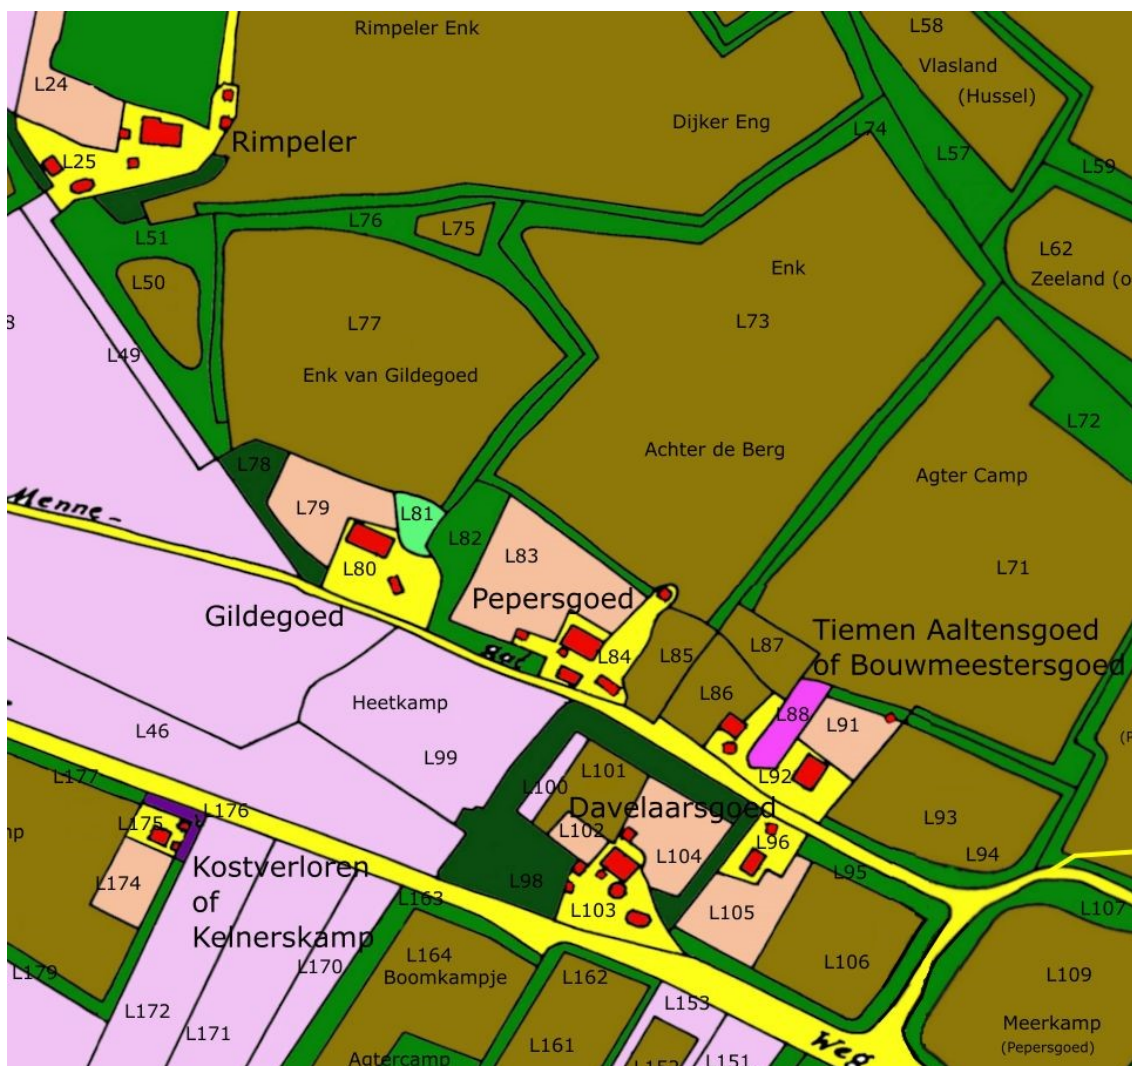 Rimpeler Enk
L58
Vlasland
(Hussel)
L24
Dijker Eng
L74
Rimpeler
L57
L25
L59
L76
L75
L51
L62
Enk
Zeeland (o
L50
8
L77
L73
L49
Enk van Gildegoed
L72
Achter de Berg
L78
Agter Camp
Menne-
L79
L81
L82
L83
L80
L71
Pepersgoed
Gildegoed
Tiemen Aaltensgoed
of Bouwmeestersgoed
gat
L84
L85
L87
L86
Heetkamp
L88
L91
L46
L99
L177
L100
L101
L92
L176
Davelaarsgoed
L175
L102
L93
L96
Kostverloren
of
Kelnerskamp
L104
L94
L95
L174
L98
L163
L103
L105
L107
L164
L170
L106
L179
Boomkampje
L162
L109
L172
L153
L171
Meerkamp
(Pepersgoed)
L161
Weg
Agtercamp
L151